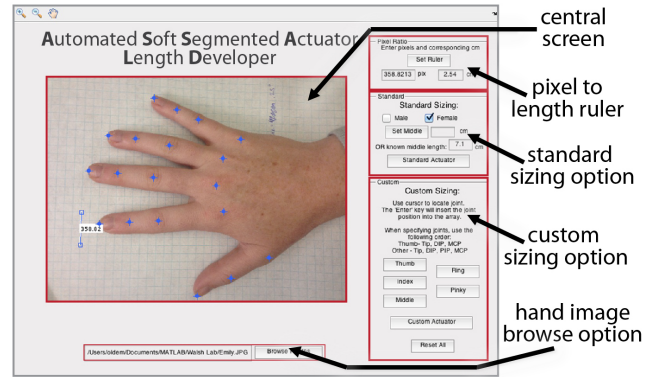 Automated Soft Segmented Actuator
Length Developer
358.82
Pixel Ratio
Enter pixels and corresponding cm
Set Ruler
358.8213 pix 2.54
Standard
Standard Sizing:
Male Female
Set Middle cm
OR known middle length: 7.1 cm
Standard Actuator
Custom
Custom Sizing:
Use cursor to locate joint.
The 'Enter' key will insert the joint
position into the array.
When specifying joints, use the
following order:
Thumb- Tip, DIP, MCP
Other - Tip, DIP, PIP, MCP
Thumb
Ring
Index
Pinky
Middle
Custom Actuator
Reset All
/Users/oldem/Documents/MATLAB/Walsh Lab/Emily.JPG Browse
central
screen
pixel to
length ruler
standard
sizing option
custom
sizing option
hand image
browse option